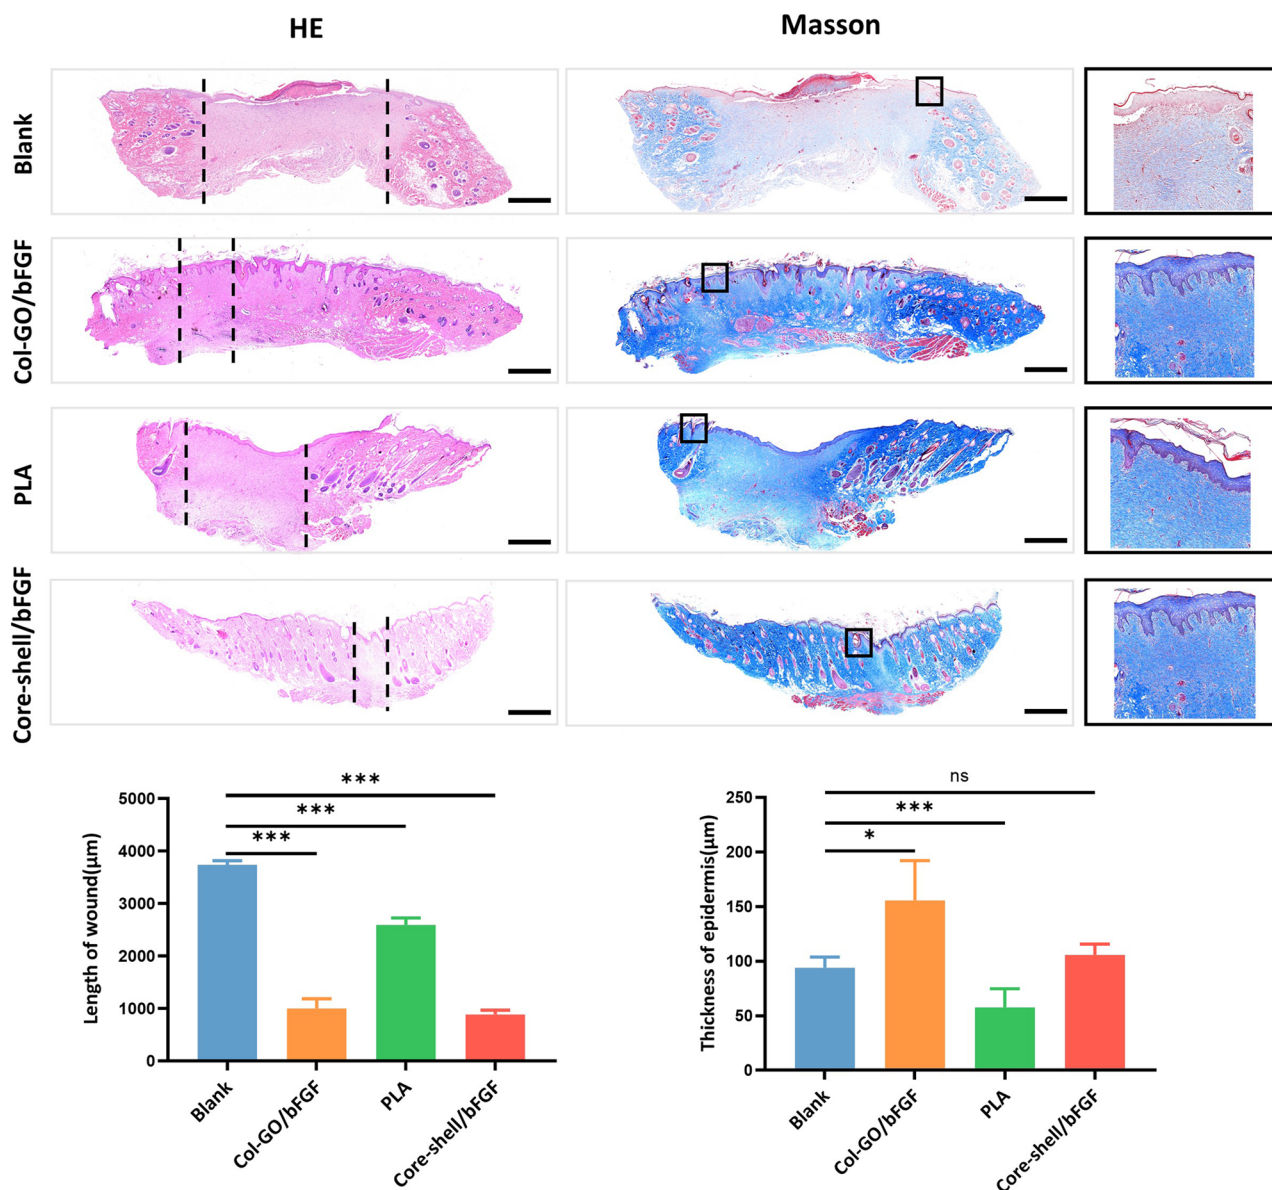 HE
Masson
Blank
Col-GO/bFGF
PLA
Core-shell/bFGF
***
***
***
5000
4000
3000
2000
1000
0
Length of wound(μm)
Blank
Col-GO/bFGF
PLA
Core-shell/bFGF
ns
***
*
250
200
150
100
50
0
Thickness of epidermis(μm)
Blank
Col-GO/bFGF
PLA
Core-shell/bFGF